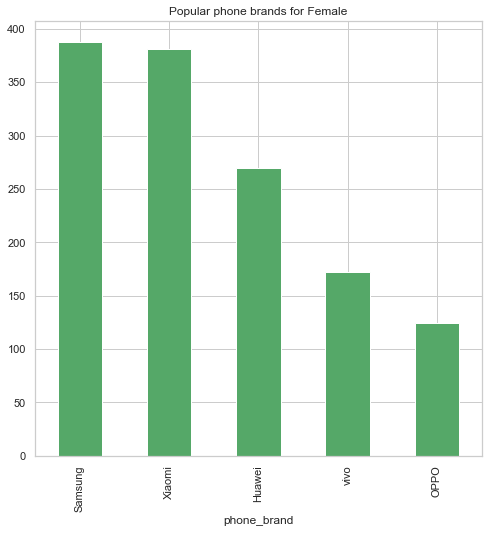 Popular phone brands for Female
400
350
300
250
200
150
100
50
0
Samsung
Xiaomi
Huawei
vivo
OPPO
phone_brand